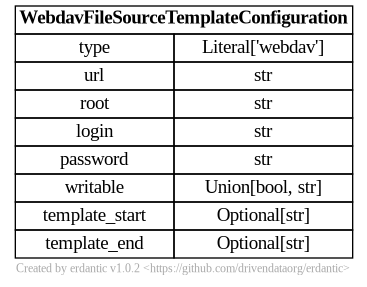 WebdavFileSourceTemplateConfiguration
type Literal['webdav']
url str
root str
login str
password str
writable Union[bool, str]
template_start Optional[str]
template_end Optional[str]
Created by erdantic v1.0.2 <https://github.com/drivendataorg/erdantic>